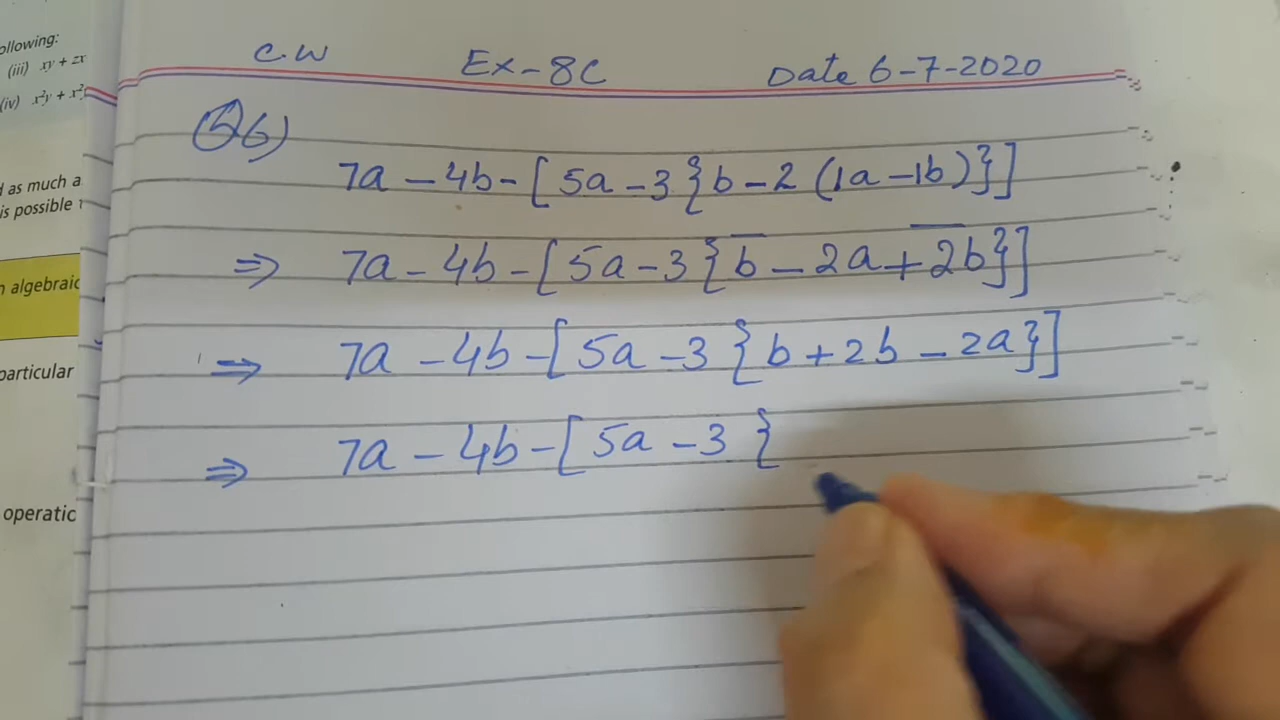 ollowing:
(iii) xy + zx
(iv) x²y + x²
d as much a
is possible
n algebraic
particular
operatic
C.W Ex-8C Date 6-7-2020
Q6)
7a - 4b - [5a - 3{b - 2 (1a - 1b)}]
⇒ 7a - 4b - [5a - 3{b - 2a + 2b}]
⇒ 7a - 4b - [5a - 3{b + 2b - 2a}]
⇒ 7a - 4b - [5a - 3{